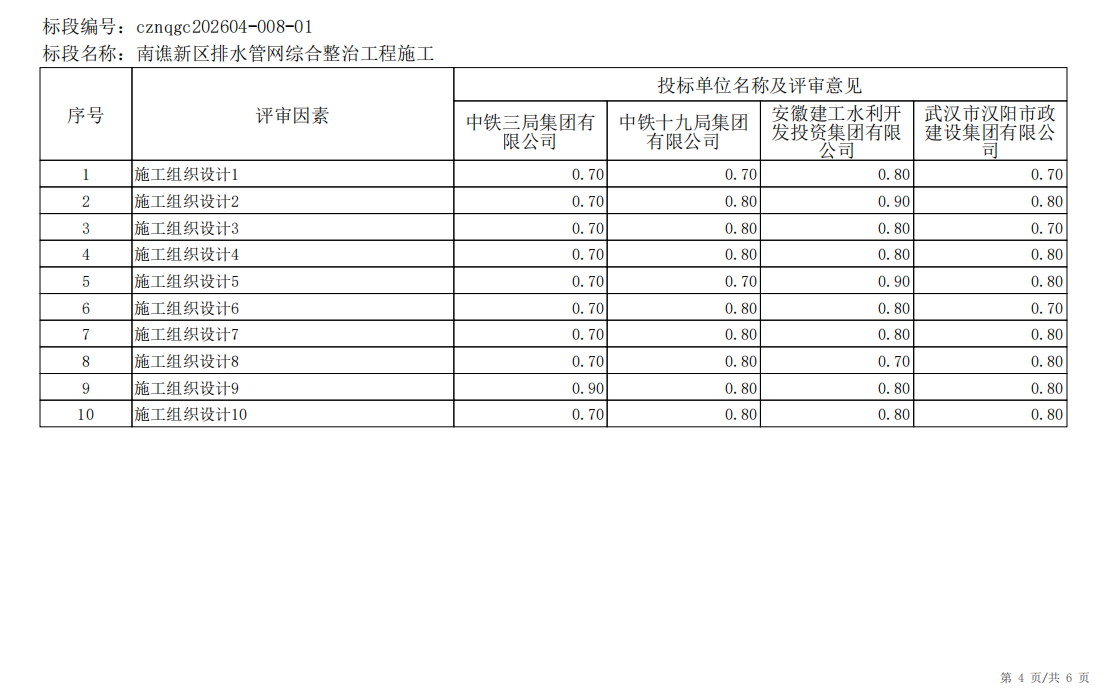 标段编号：cznqgc202604-008-01
标段名称：南谯新区排水管网综合整治工程施工
序号 评审因素 投标单位名称及评审意见
中铁三局集团有限公司 中铁十九局集团有限公司 安徽建工水利开发投资集团有限公司 武汉市汉阳市政建设集团有限公司
1 施工组织设计1 0.70 0.70 0.80 0.70
2 施工组织设计2 0.70 0.80 0.90 0.80
3 施工组织设计3 0.70 0.80 0.80 0.70
4 施工组织设计4 0.70 0.80 0.80 0.80
5 施工组织设计5 0.70 0.70 0.90 0.80
6 施工组织设计6 0.70 0.80 0.80 0.70
7 施工组织设计7 0.70 0.80 0.80 0.80
8 施工组织设计8 0.70 0.80 0.70 0.80
9 施工组织设计9 0.90 0.80 0.80 0.80
10 施工组织设计10 0.70 0.80 0.80 0.80
第 4 页/共 6 页